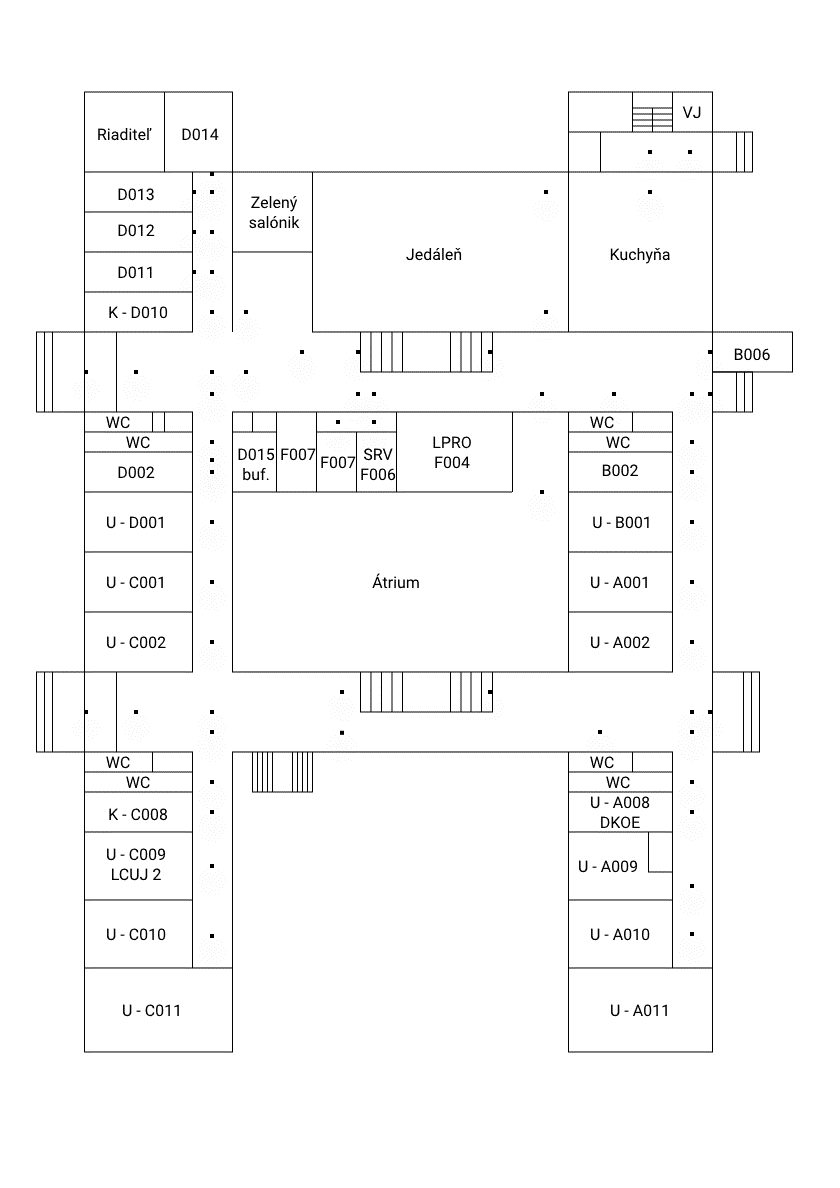 VJ
Riaditeľ
D014
D013
Zelený
salónik
D012
Jedáleň
Kuchyňa
D011
K - D010
B006
WC
WC
WC
WC
D015
buf.
F007
F007
SRV
F006
LPRO
F004
D002
B002
U - D001
U - B001
U - C001
Átrium
U - A001
U - C002
U - A002
WC
WC
WC
WC
K - C008
U - A008
DKOE
U - C009
LCUJ 2
U - A009
U - C010
U - A010
U - C011
U - A011